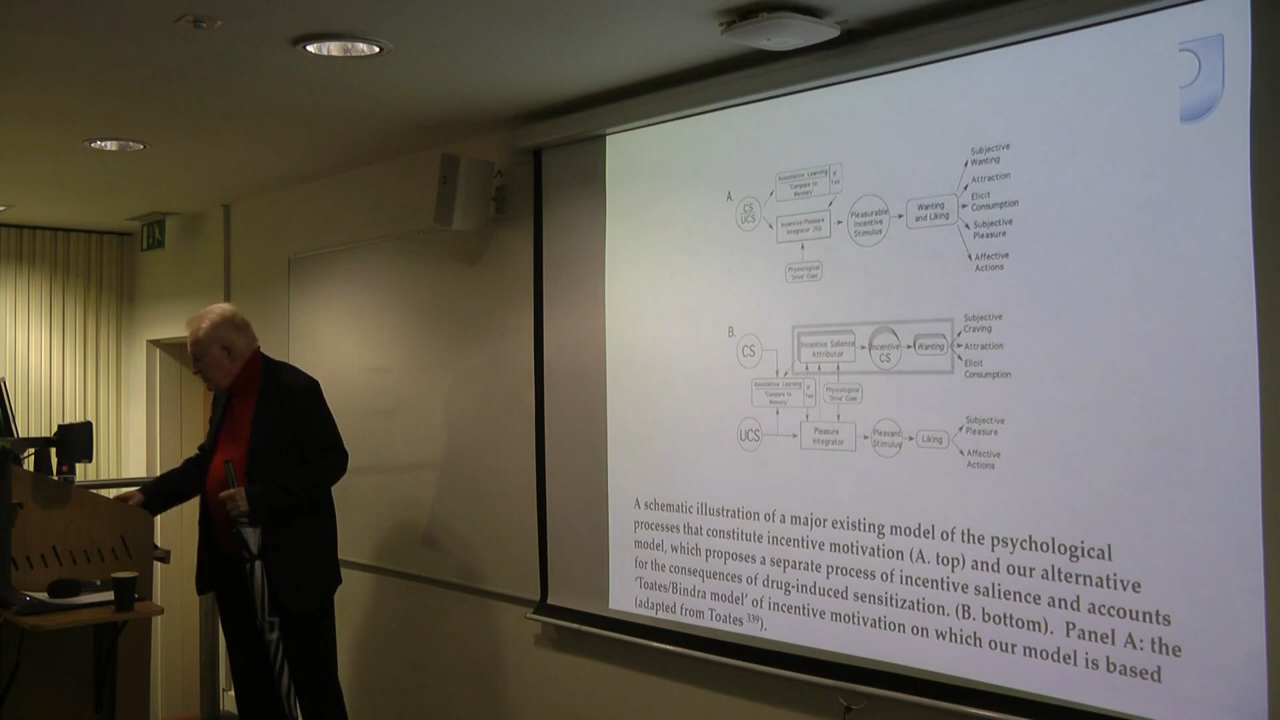 A.
CS
UCS
Associative Learning
'Compare to
Memory'
If
Yes
Incentive/Pleasure
Integrator (S)
Physiological
'Drive' Cues
Pleasurable
Incentive
Stimulus
Wanting
and Liking
Subjective
Wanting
Attraction
Elicit
Consumption
Subjective
Pleasure
Affective
Actions
B.
CS
Incentive Salience
Attributor
Incentive
CS
Wanting
Subjective
Craving
Attraction
Elicit
Consumption
Associative Learning
'Compare to
Memory'
If
Yes
Physiological
'Drive' Cues
UCS
Pleasure
Integrator
Pleasant
Stimulus
Liking
Subjective
Pleasure
Affective
Actions
A schematic illustration of a major existing model of the psychological
processes that constitute incentive motivation (A. top) and our alternative
model, which proposes a separate process of incentive salience and accounts
for the consequences of drug-induced sensitization. (B. bottom). Panel A: the
'Toates/Bindra model' of incentive motivation on which our model is based
(adapted from Toates 339).